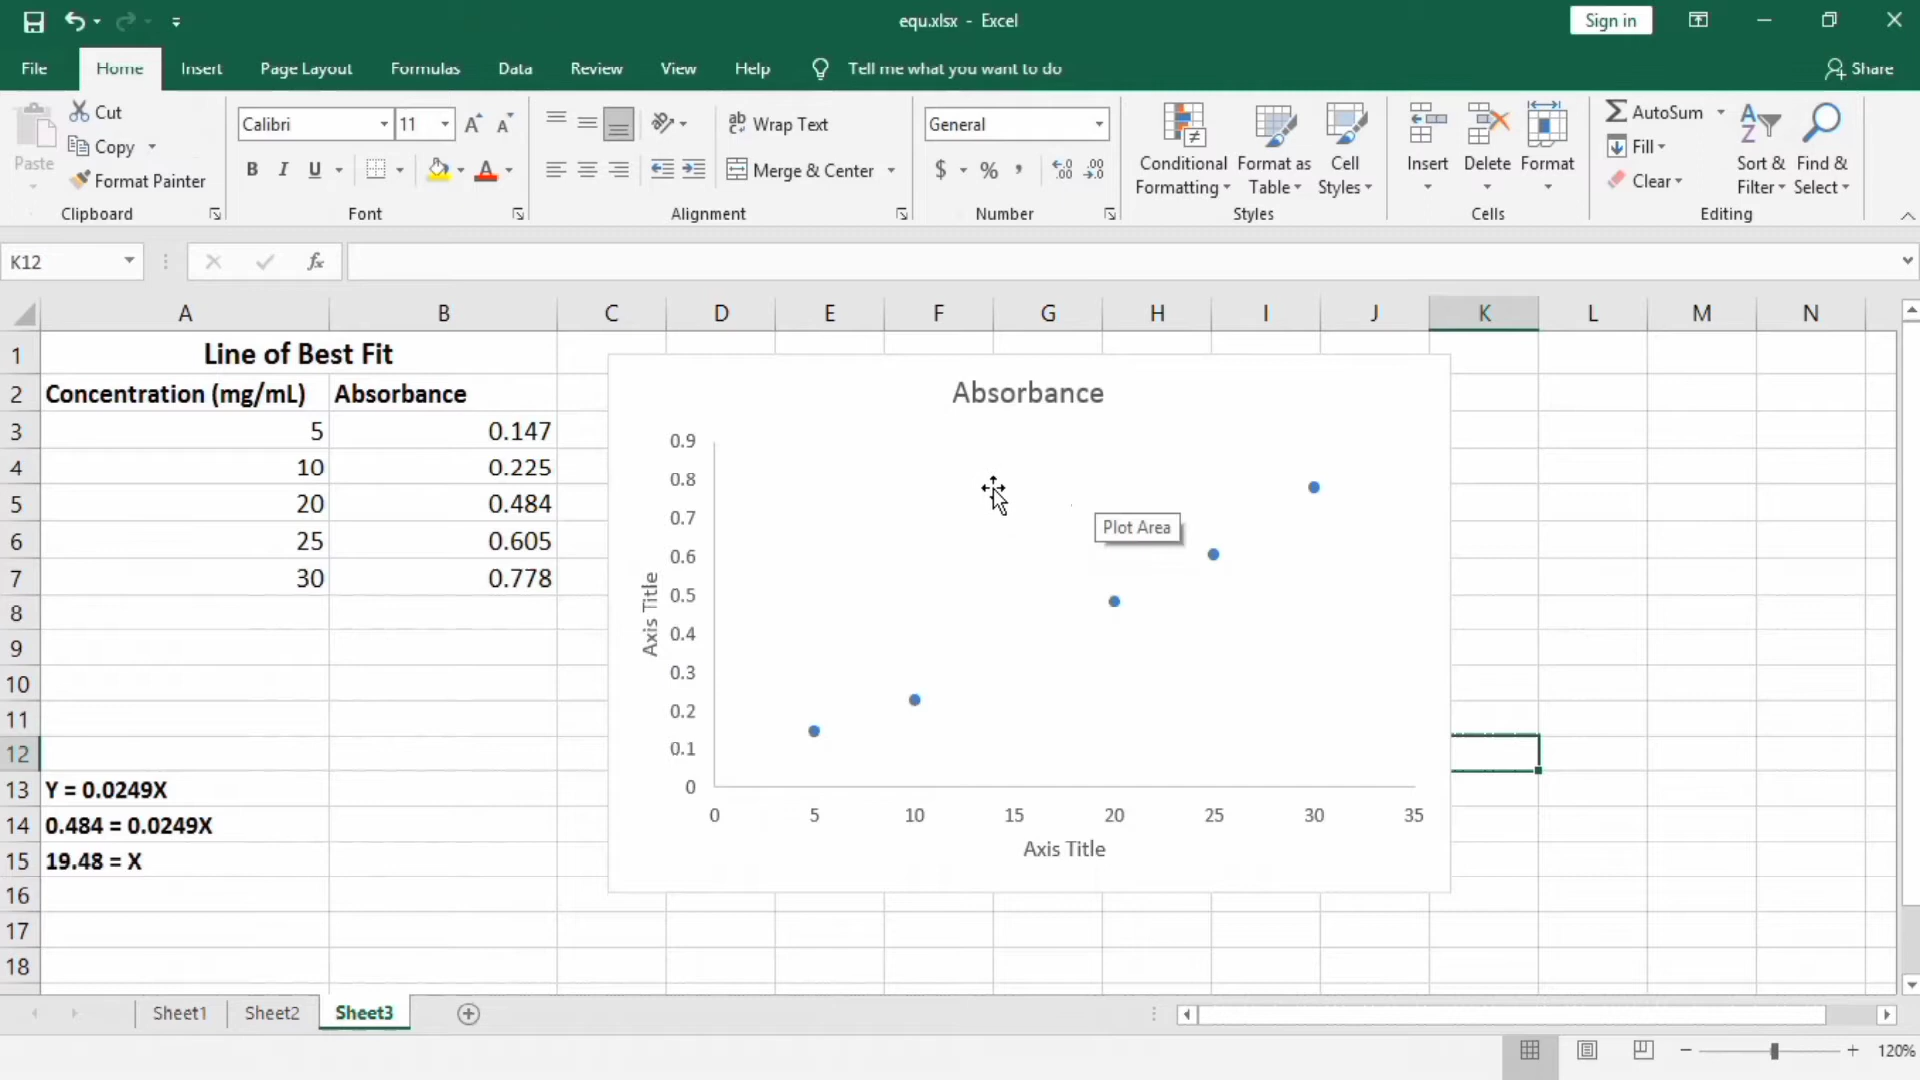 equ.xlsx - Excel
Sign in
File Home Insert Page Layout Formulas Data Review View Help Tell me what you want to do Share
Paste
Cut
Copy
Format Painter
Clipboard
Calibri 11
B I U
Font
Wrap Text
Merge & Center
Alignment
General
$ % ,
Number
Conditional Formatting
Format as Table
Cell Styles
Styles
Insert Delete Format
Cells
AutoSum
Fill
Clear
Sort & Filter
Find & Select
Editing
K12 fx
A B C D E F G H I J K L M N
1 Line of Best Fit
2 Concentration (mg/mL) Absorbance
3 5 0.147
4 10 0.225
5 20 0.484
6 25 0.605
7 30 0.778
8
9
10
11
12
13 Y = 0.0249X
14 0.484 = 0.0249X
15 19.48 = X
16
17
18
Absorbance
0.9
0.8
0.7
0.6
0.5
0.4
0.3
0.2
0.1
0
Axis Title
Plot Area
0 5 10 15 20 25 30 35
Axis Title
Sheet1 Sheet2 Sheet3
120%